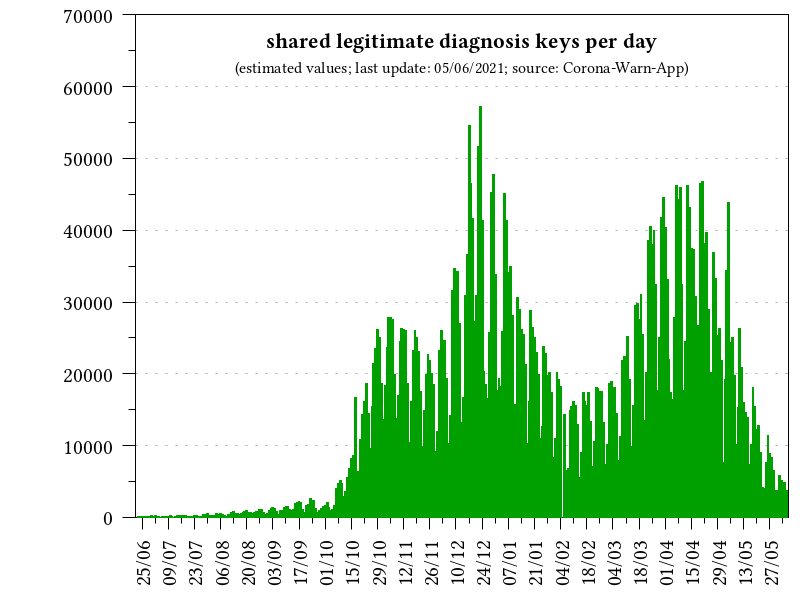 shared legitimate diagnosis keys per day
(estimated values; last update: 05/06/2021; source: Corona-Warn-App)
70000
60000
50000
40000
30000
20000
10000
0
25/06 09/07 23/07 06/08 20/08 03/09 17/09 01/10 15/10 29/10 12/11 26/11 10/12 24/12 07/01 21/01 04/02 18/02 04/03 18/03 01/04 15/04 29/04 13/05 27/05